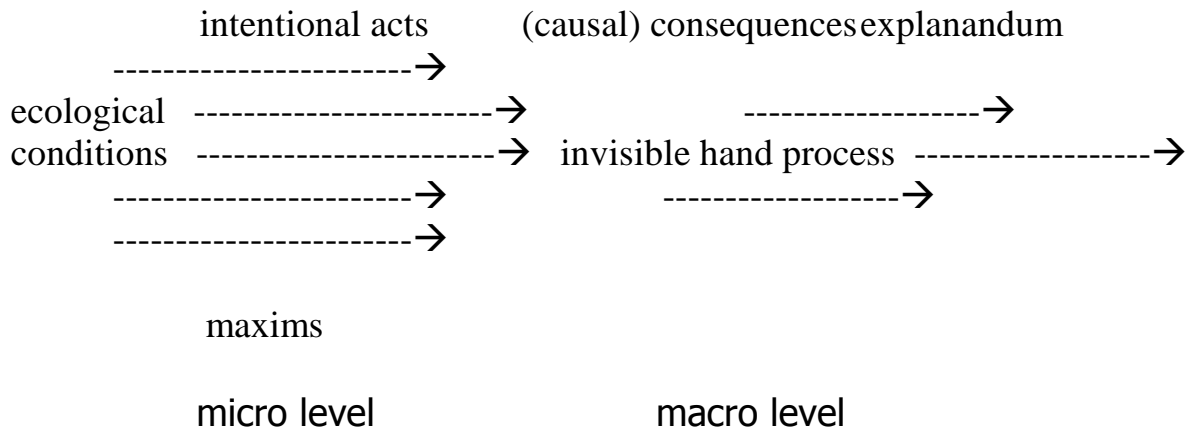 intentional acts (causal) consequences explanandum
------------------------→
ecological ------------------------→ -------------------→
conditions ------------------------→ invisible hand process -------------------→
------------------------→ -------------------→
------------------------→
maxims
micro level macro level